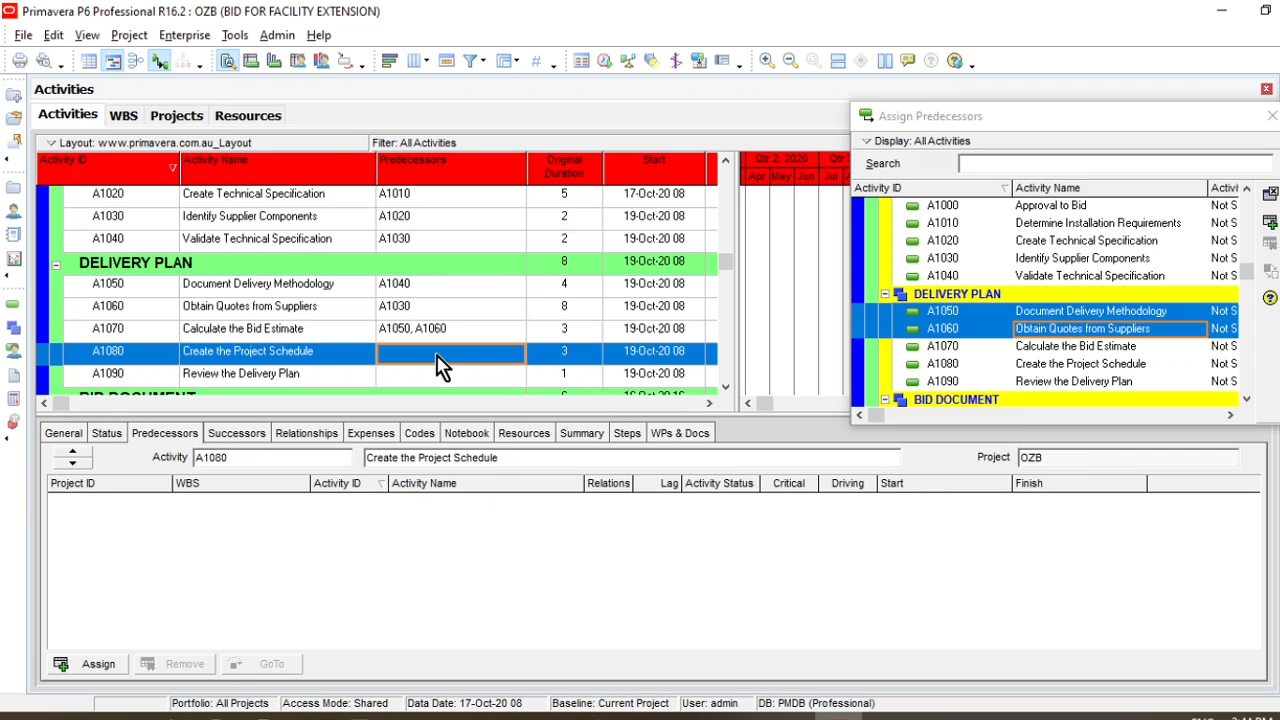 Primavera P6 Professional R16.2 : OZB (BID FOR FACILITY EXTENSION)
File Edit View Project Enterprise Tools Admin Help
Activities
Activities WBS Projects Resources
Layout: www.primavera.com.au_Layout Filter: All Activities
Activity ID Activity Name Predecessors Original Duration Start
Qtr 2, 2020
Apr May Jun Jul
A1020 Create Technical Specification A1010 5 17-Oct-20 08
A1030 Identify Supplier Components A1020 2 19-Oct-20 08
A1040 Validate Technical Specification A1030 2 19-Oct-20 08
DELIVERY PLAN 8
A1050 Document Delivery Methodology A1040 4 19-Oct-20 08
A1060 Obtain Quotes from Suppliers A1030 8 19-Oct-20 08
A1070 Calculate the Bid Estimate A1050, A1060 3 19-Oct-20 08
A1080 Create the Project Schedule 3 19-Oct-20 08
A1090 Review the Delivery Plan 1 19-Oct-20 08
Assign Predecessors
Display: All Activities
Search
Activity ID Activity Name Activi
A1000 Approval to Bid Not S
A1010 Determine Installation Requirements Not S
A1020 Create Technical Specification Not S
A1030 Identify Supplier Components Not S
A1040 Validate Technical Specification Not S
DELIVERY PLAN
A1050 Document Delivery Methodology Not S
A1060 Obtain Quotes from Suppliers Not S
A1070 Calculate the Bid Estimate Not S
A1080 Create the Project Schedule Not S
A1090 Review the Delivery Plan Not S
BID DOCUMENT
General Status Predecessors Successors Relationships Expenses Codes Notebook Resources Summary Steps WPs & Docs
Activity A1080 Create the Project Schedule Project OZB
Project ID WBS Activity ID Activity Name Relations Lag Activity Status Critical Driving Start Finish
Assign Remove GoTo
Portfolio: All Projects Access Mode: Shared Data Date: 17-Oct-20 08 Baseline: Current Project User: admin DB: PMDB (Professional)